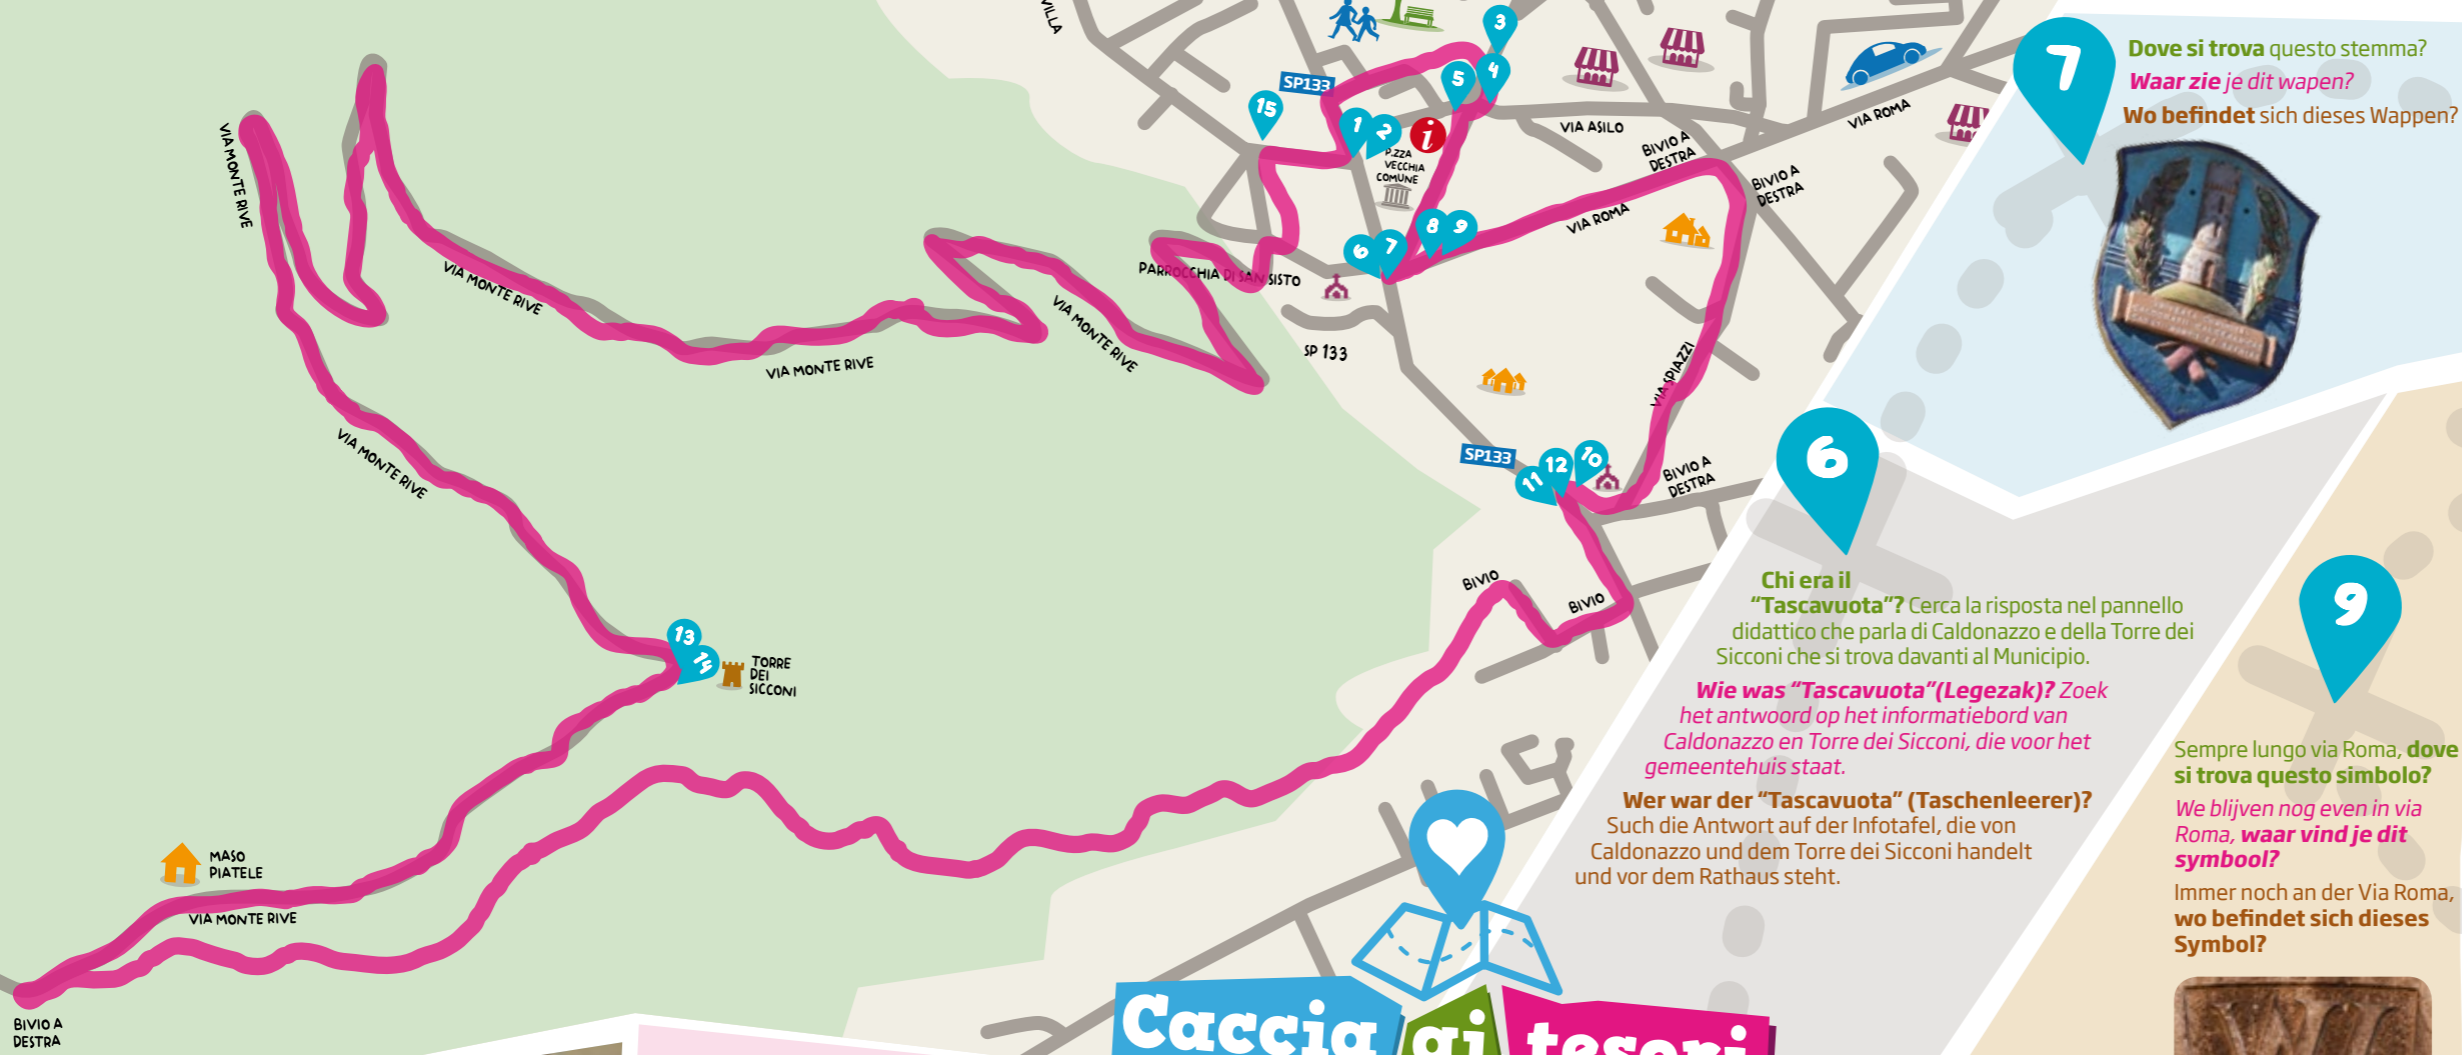 VILLA
3
SP133
5
4
15
1
2
i
P.ZZA
VECCHIA
COMUNE
VIA ASILO
BIVIO A
DESTRA
VIA ROMA
BIVIO A
DESTRA
VIA ROMA
8
9
6
7
VIA MONTE RIVE
VIA MONTE RIVE
PARROCCHIA DI SAN SISTO
VIA MONTE RIVE
VIA MONTE RIVE
SP 133
VIA SPIAZZI
VIA MONTE RIVE
SP133
11
12
10
BIVIO A
DESTRA
BIVIO
BIVIO
13
14
TORRE
DEI
SICCONI
MASO
PIATELE
VIA MONTE RIVE
BIVIO A
DESTRA
7
Dove si trova questo stemma?
Waar zie je dit wapen?
Wo befindet sich dieses Wappen?
6
Chi era il
“Tascavuota”? Cerca la risposta nel pannello
didattico che parla di Caldonazzo e della Torre dei
Sicconi che si trova davanti al Municipio.
Wie was “Tascavuota”(Legezak)? Zoek
het antwoord op het informatiebord van
Caldonazzo en Torre dei Sicconi, die voor het
gemeentehuis staat.
Wer war der “Tascavuota” (Taschenleerer)?
Such die Antwort auf der Infotafel, die von
Caldonazzo und dem Torre dei Sicconi handelt
und vor dem Rathaus steht.
9
Sempre lungo via Roma, dove
si trova questo simbolo?
We blijven nog even in via
Roma, waar vind je dit
symbool?
Immer noch an der Via Roma,
wo befindet sich dieses
Symbol?
Caccia ai tesori